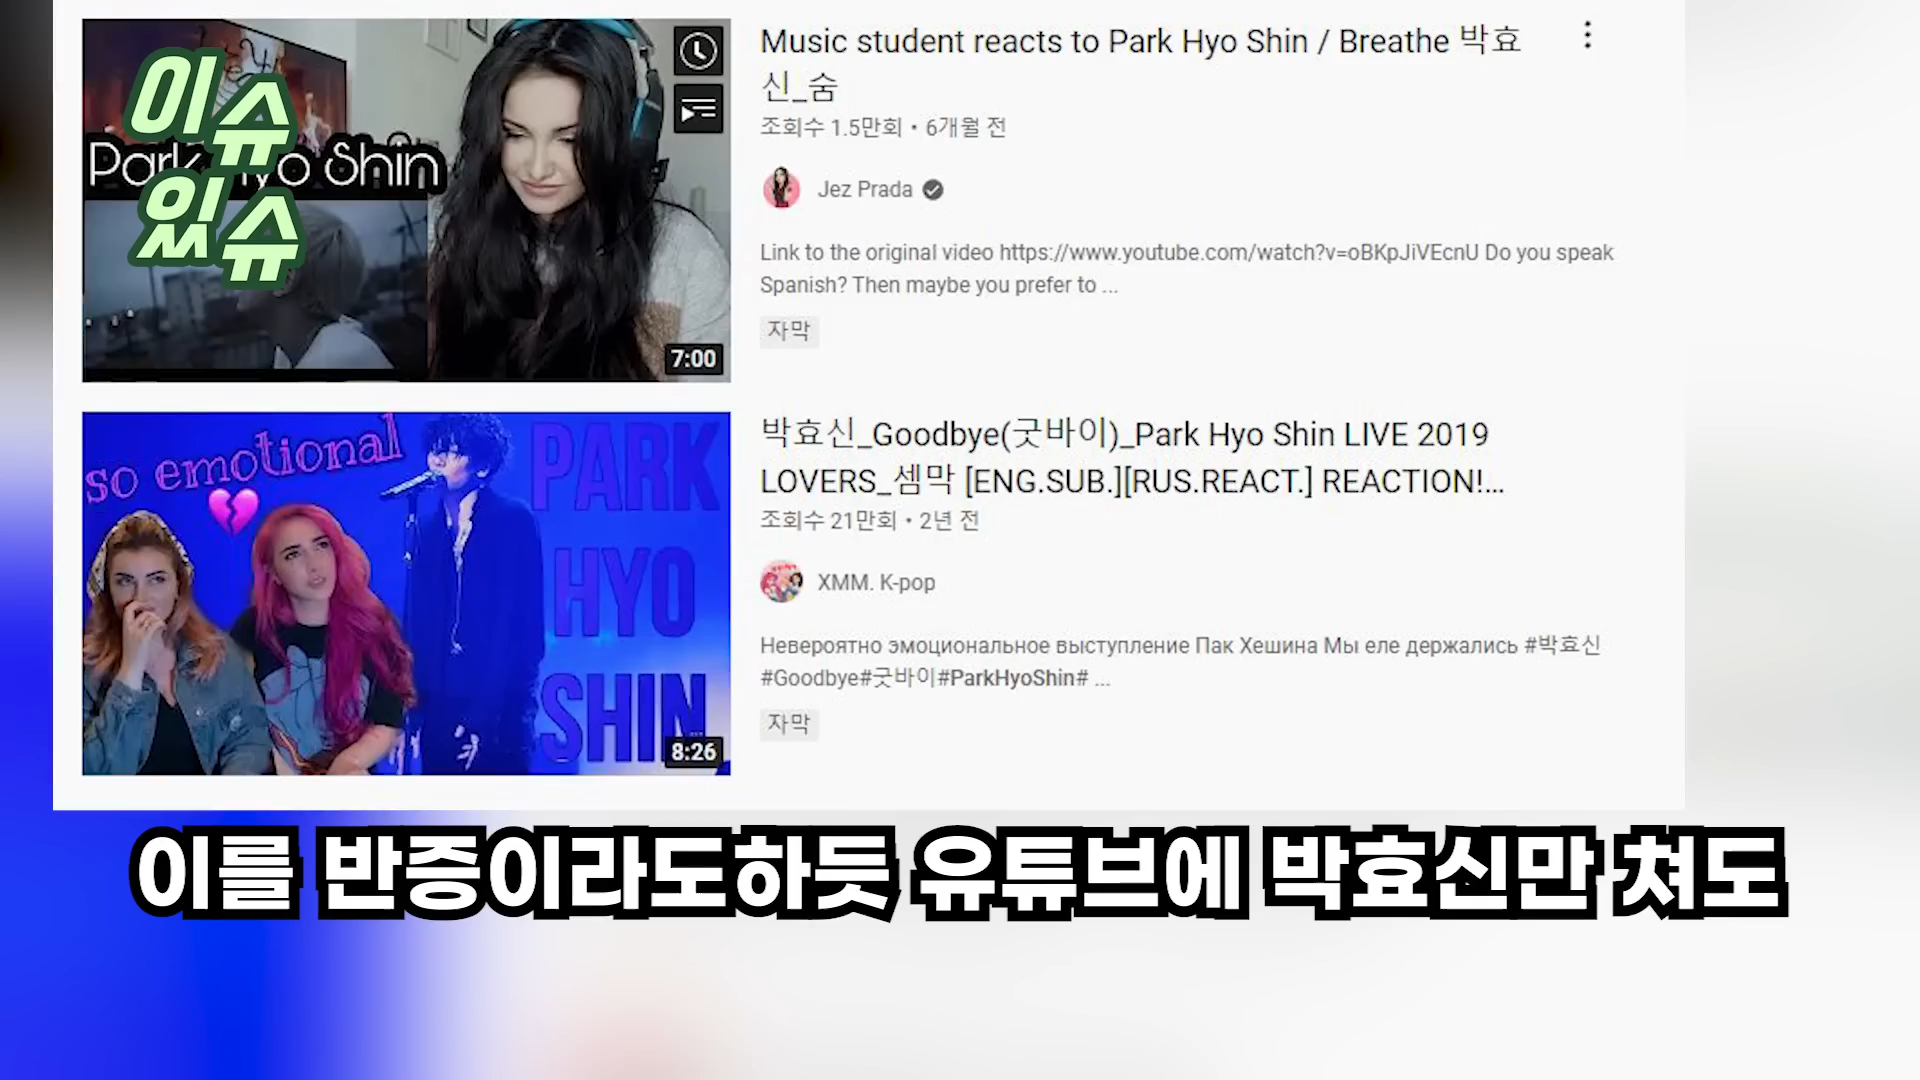 이슈
있슈
Park Hyo Shin
7:00
Music student reacts to Park Hyo Shin / Breathe 박효
신_숨
조회수 1.5만회 • 6개월 전
Jez Prada
Link to the original video https://www.youtube.com/watch?v=oBKpJiVEcnU Do you speak
Spanish? Then maybe you prefer to ...
자막
so emotional
PARK
HYO
SHIN
8:26
박효신_Goodbye(굿바이)_Park Hyo Shin LIVE 2019
LOVERS_셈막 [ENG.SUB.][RUS.REACT.] REACTION!...
조회수 21만회 • 2년 전
XMM. K-pop
Невероятно эмоциональное выступление Пак Хешина Мы еле держались #박효신
#Goodbye#굿바이#ParkHyoShin# ...
자막
이를 반증이라도하듯 유튜브에 박효신만 쳐도